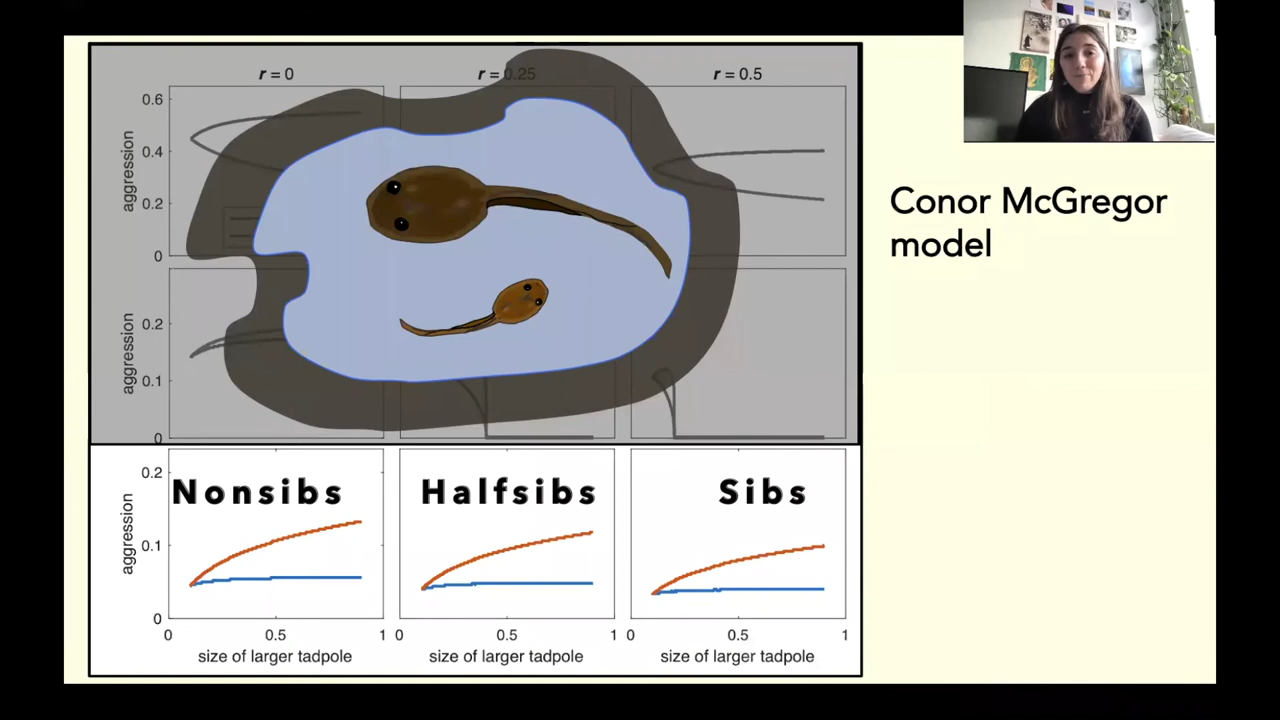 r = 0
r = 0.25
r = 0.5
0.6
0.4
0.2
0
aggression
Conor McGregor
model
0.2
0.1
0
aggression
Nonsibs
Halfsibs
Sibs
0.2
0.1
0
aggression
0 0.5 1
0 0.5 1
0 0.5 1
size of larger tadpole
size of larger tadpole
size of larger tadpole